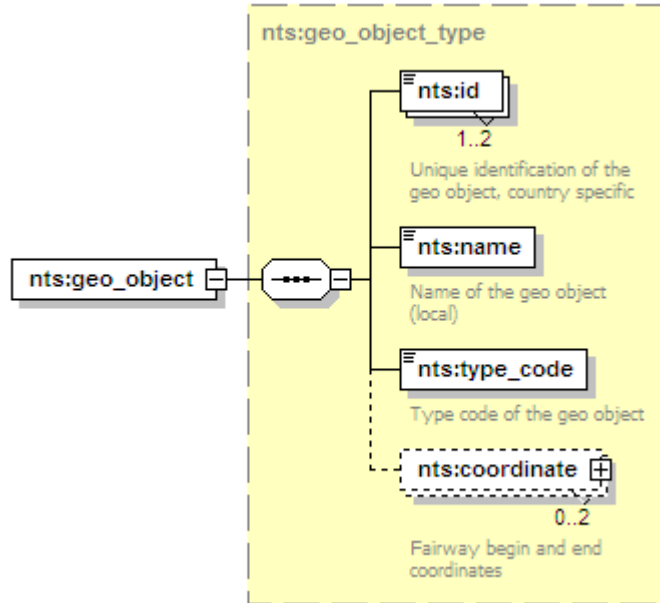 nts:geo_object_type
nts:id
1..2
Unique identification of the
geo object, country specific
nts:name
Name of the geo object
(local)
nts:geo_object
nts:type_code
Type code of the geo object
nts:coordinate
0..2
Fairway begin and end
coordinates